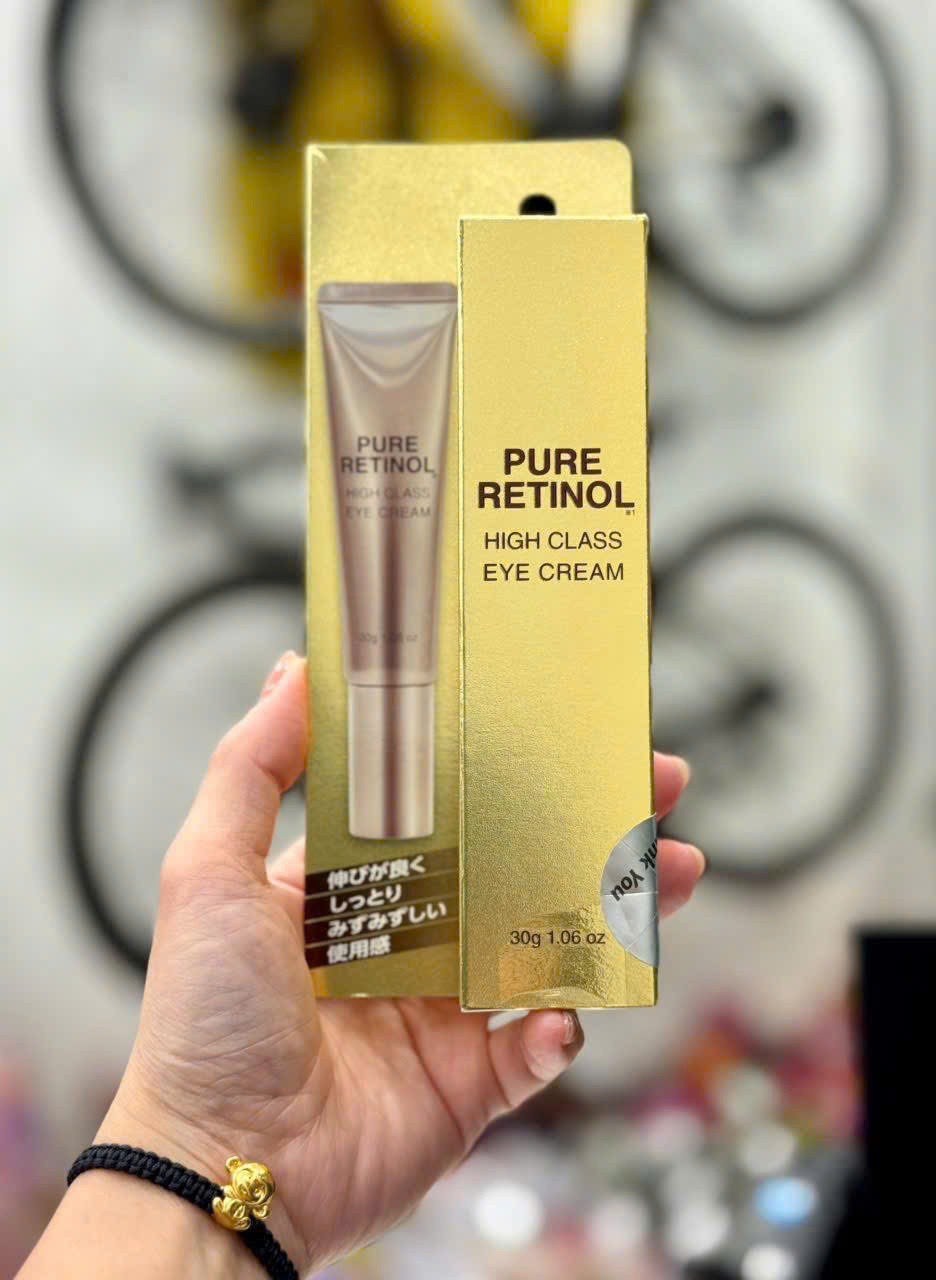 PURE
RETINOL
HIGH CLASS
EYE CREAM
30g 1.06 oz
伸びが良く
しっとり
みずみずしい
使用感
PURE
RETINOL
※1
HIGH CLASS
EYE CREAM
You
30g 1.06 oz